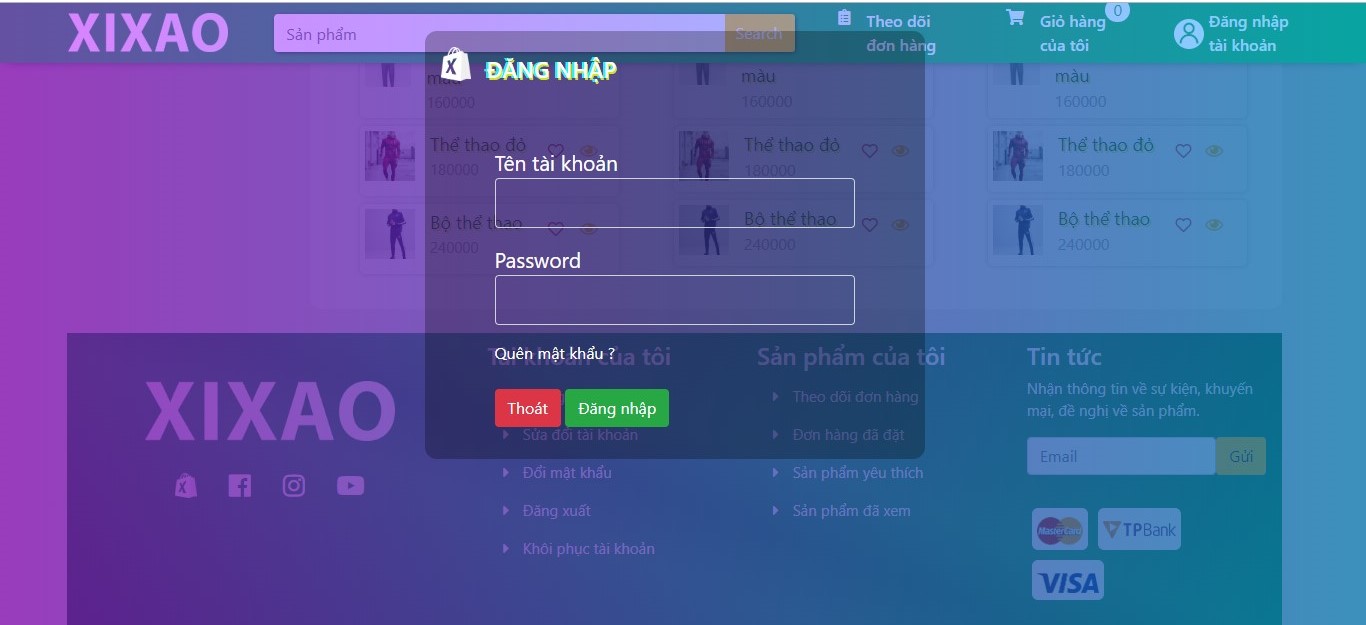 XIXAO
Sản phẩm
Search
Theo dõi
đơn hàng
0
Giỏ hàng
của tôi
Đăng nhập
tài khoản
X
ĐĂNG NHẬP
màu
160000
màu
160000
màu
160000
Thể thao đỏ
180000
Thể thao đỏ
180000
Thể thao đỏ
180000
Bộ thể thao
240000
Bộ thể thao
240000
Bộ thể thao
240000
Tên tài khoản
Password
Quên mật khẩu ?
Thoát
Đăng nhập
XIXAO
X
Tài khoản của tôi
Sửa đổi tài khoản
Đổi mật khẩu
Đăng xuất
Khôi phục tài khoản
Sản phẩm của tôi
Theo dõi đơn hàng
Đơn hàng đã đặt
Sản phẩm yêu thích
Sản phẩm đã xem
Tin tức
Nhận thông tin về sự kiện, khuyến
mại, đề nghị về sản phẩm.
Email
Gửi
MasterCard
TPBank
VISA